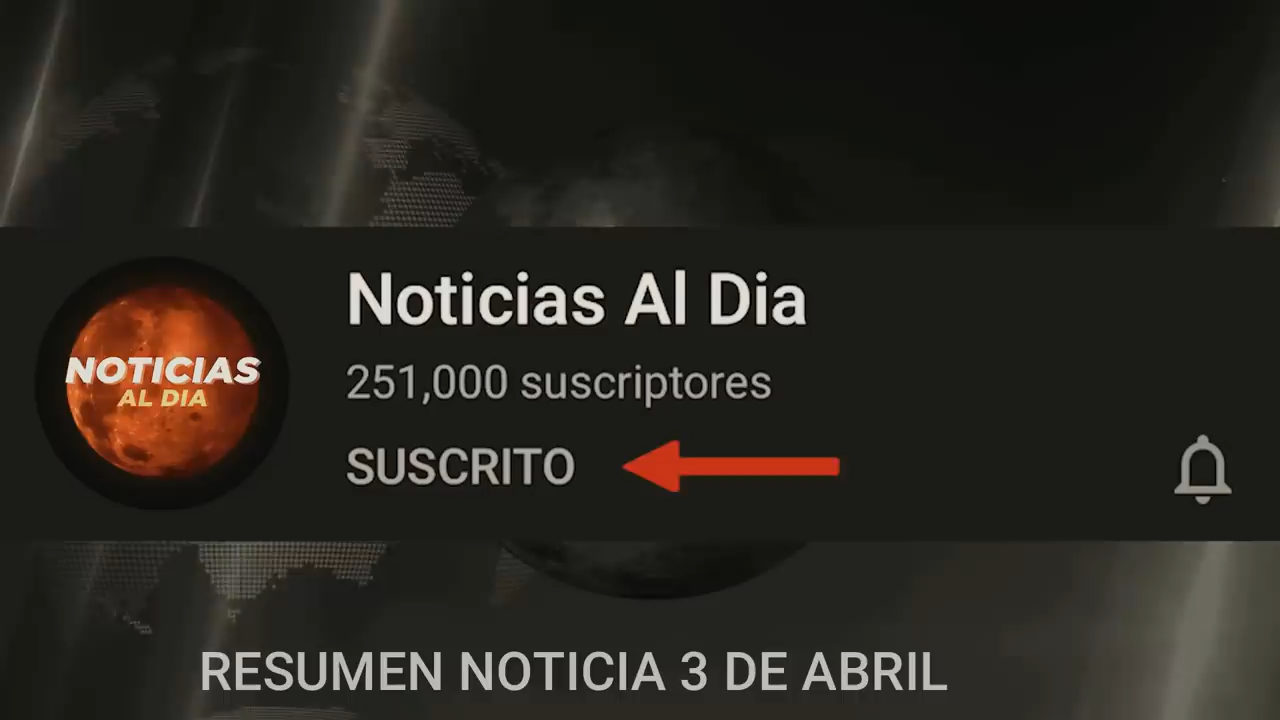 Noticias Al Dia
NOTICIAS
AL DIA
251,000 suscriptores
SUSCRITO
RESUMEN NOTICIA 3 DE ABRIL